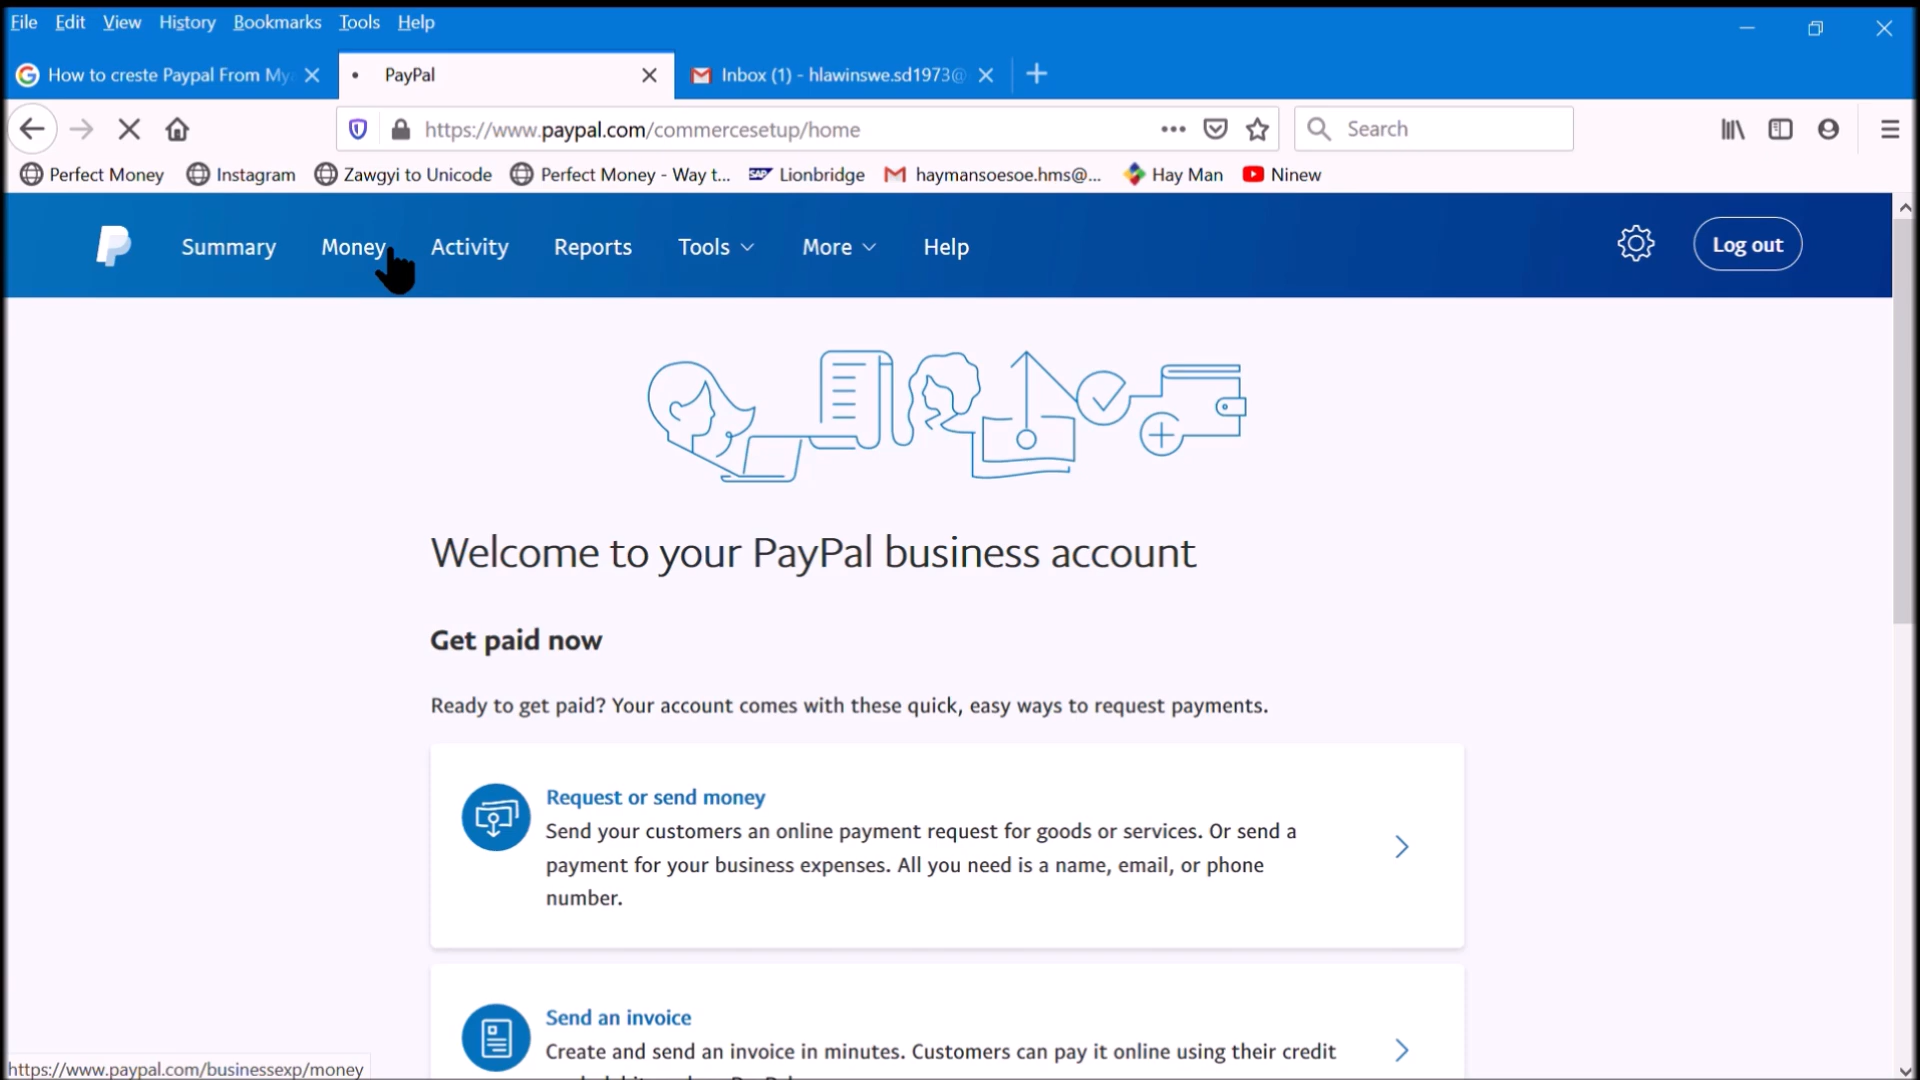 File Edit View History Bookmarks Tools Help
How to creste Paypal From My
PayPal
Inbox (1) - hlawinswe.sd1973@
https://www.paypal.com/commercesetup/home
Search
Perfect Money Instagram Zawgyi to Unicode Perfect Money - Way t... SAP Lionbridge haymansoesoe.hms@... Hay Man Ninew
Summary Money Activity Reports Tools More Help Log out
Welcome to your PayPal business account
Get paid now
Ready to get paid? Your account comes with these quick, easy ways to request payments.
Request or send money
Send your customers an online payment request for goods or services. Or send a
payment for your business expenses. All you need is a name, email, or phone
number.
Send an invoice
Create and send an invoice in minutes. Customers can pay it online using their credit
https://www.paypal.com/businessexp/money